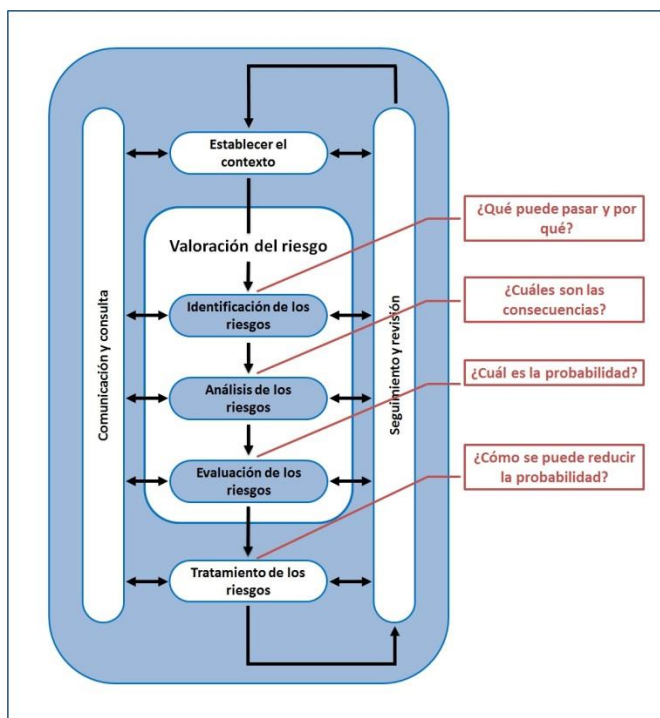 Establecer el
contexto
¿Qué puede pasar y por
qué?
Valoración del riesgo
Identificación de los
riesgos
¿Cuáles son las
consecuencias?
Análisis de los
riesgos
¿Cuál es la probabilidad?
Evaluación de los
riesgos
¿Cómo se puede reducir
la probabilidad?
Tratamiento de los
riesgos
Comunicación y consulta
Seguimiento y revisión